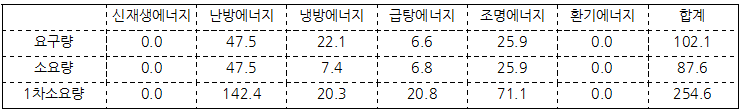 신재생에너지 난방에너지 냉방에너지 급탕에너지 조명에너지 환기에너지 합계
요구량 0.0 47.5 22.1 6.6 25.9 0.0 102.1
소요량 0.0 47.5 7.4 6.8 25.9 0.0 87.6
1차소요량 0.0 142.4 20.3 20.8 71.1 0.0 254.6